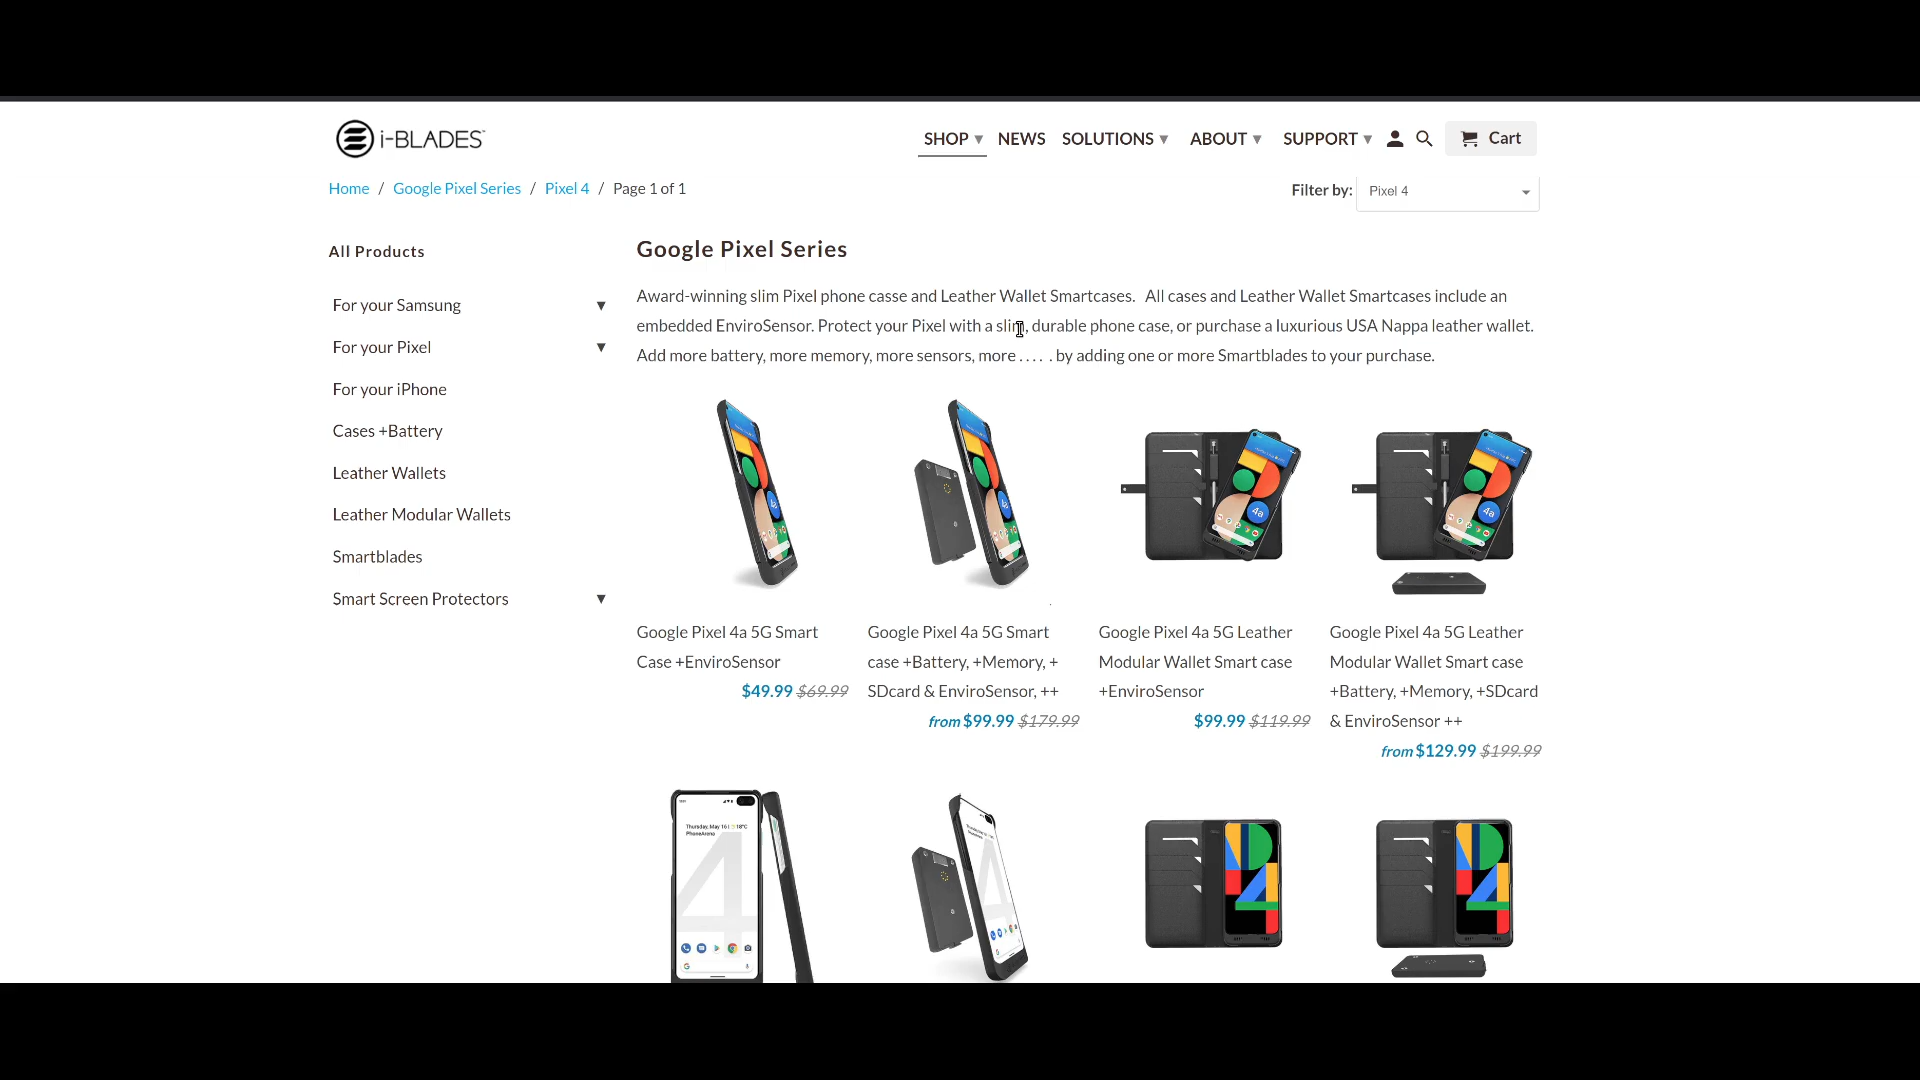 i-BLADES
SHOP ▾ NEWS SOLUTIONS ▾ ABOUT ▾ SUPPORT ▾ Cart
Home / Google Pixel Series / Pixel 4 / Page 1 of 1
Filter by: Pixel 4
All Products
For your Samsung
For your Pixel
For your iPhone
Cases +Battery
Leather Wallets
Leather Modular Wallets
Smartblades
Smart Screen Protectors
Google Pixel Series
Award-winning slim Pixel phone casse and Leather Wallet Smartcases. All cases and Leather Wallet Smartcases include an
embedded EnviroSensor. Protect your Pixel with a slim, durable phone case, or purchase a luxurious USA Nappa leather wallet.
Add more battery, more memory, more sensors, more . . . . . by adding one or more Smartblades to your purchase.
4a
4a
Google Pixel 4a 5G Smart
Case +EnviroSensor
$49.99 $69.99
Google Pixel 4a 5G Smart
case +Battery, +Memory, +
SDcard & EnviroSensor, ++
from $99.99 $179.99
Google Pixel 4a 5G Leather
Modular Wallet Smart case
+EnviroSensor
$99.99 $119.99
Google Pixel 4a 5G Leather
Modular Wallet Smart case
+Battery, +Memory, +SDcard
& EnviroSensor ++
from $129.99 $199.99
Thursday, May 16 | 18°C
PhoneArena
4